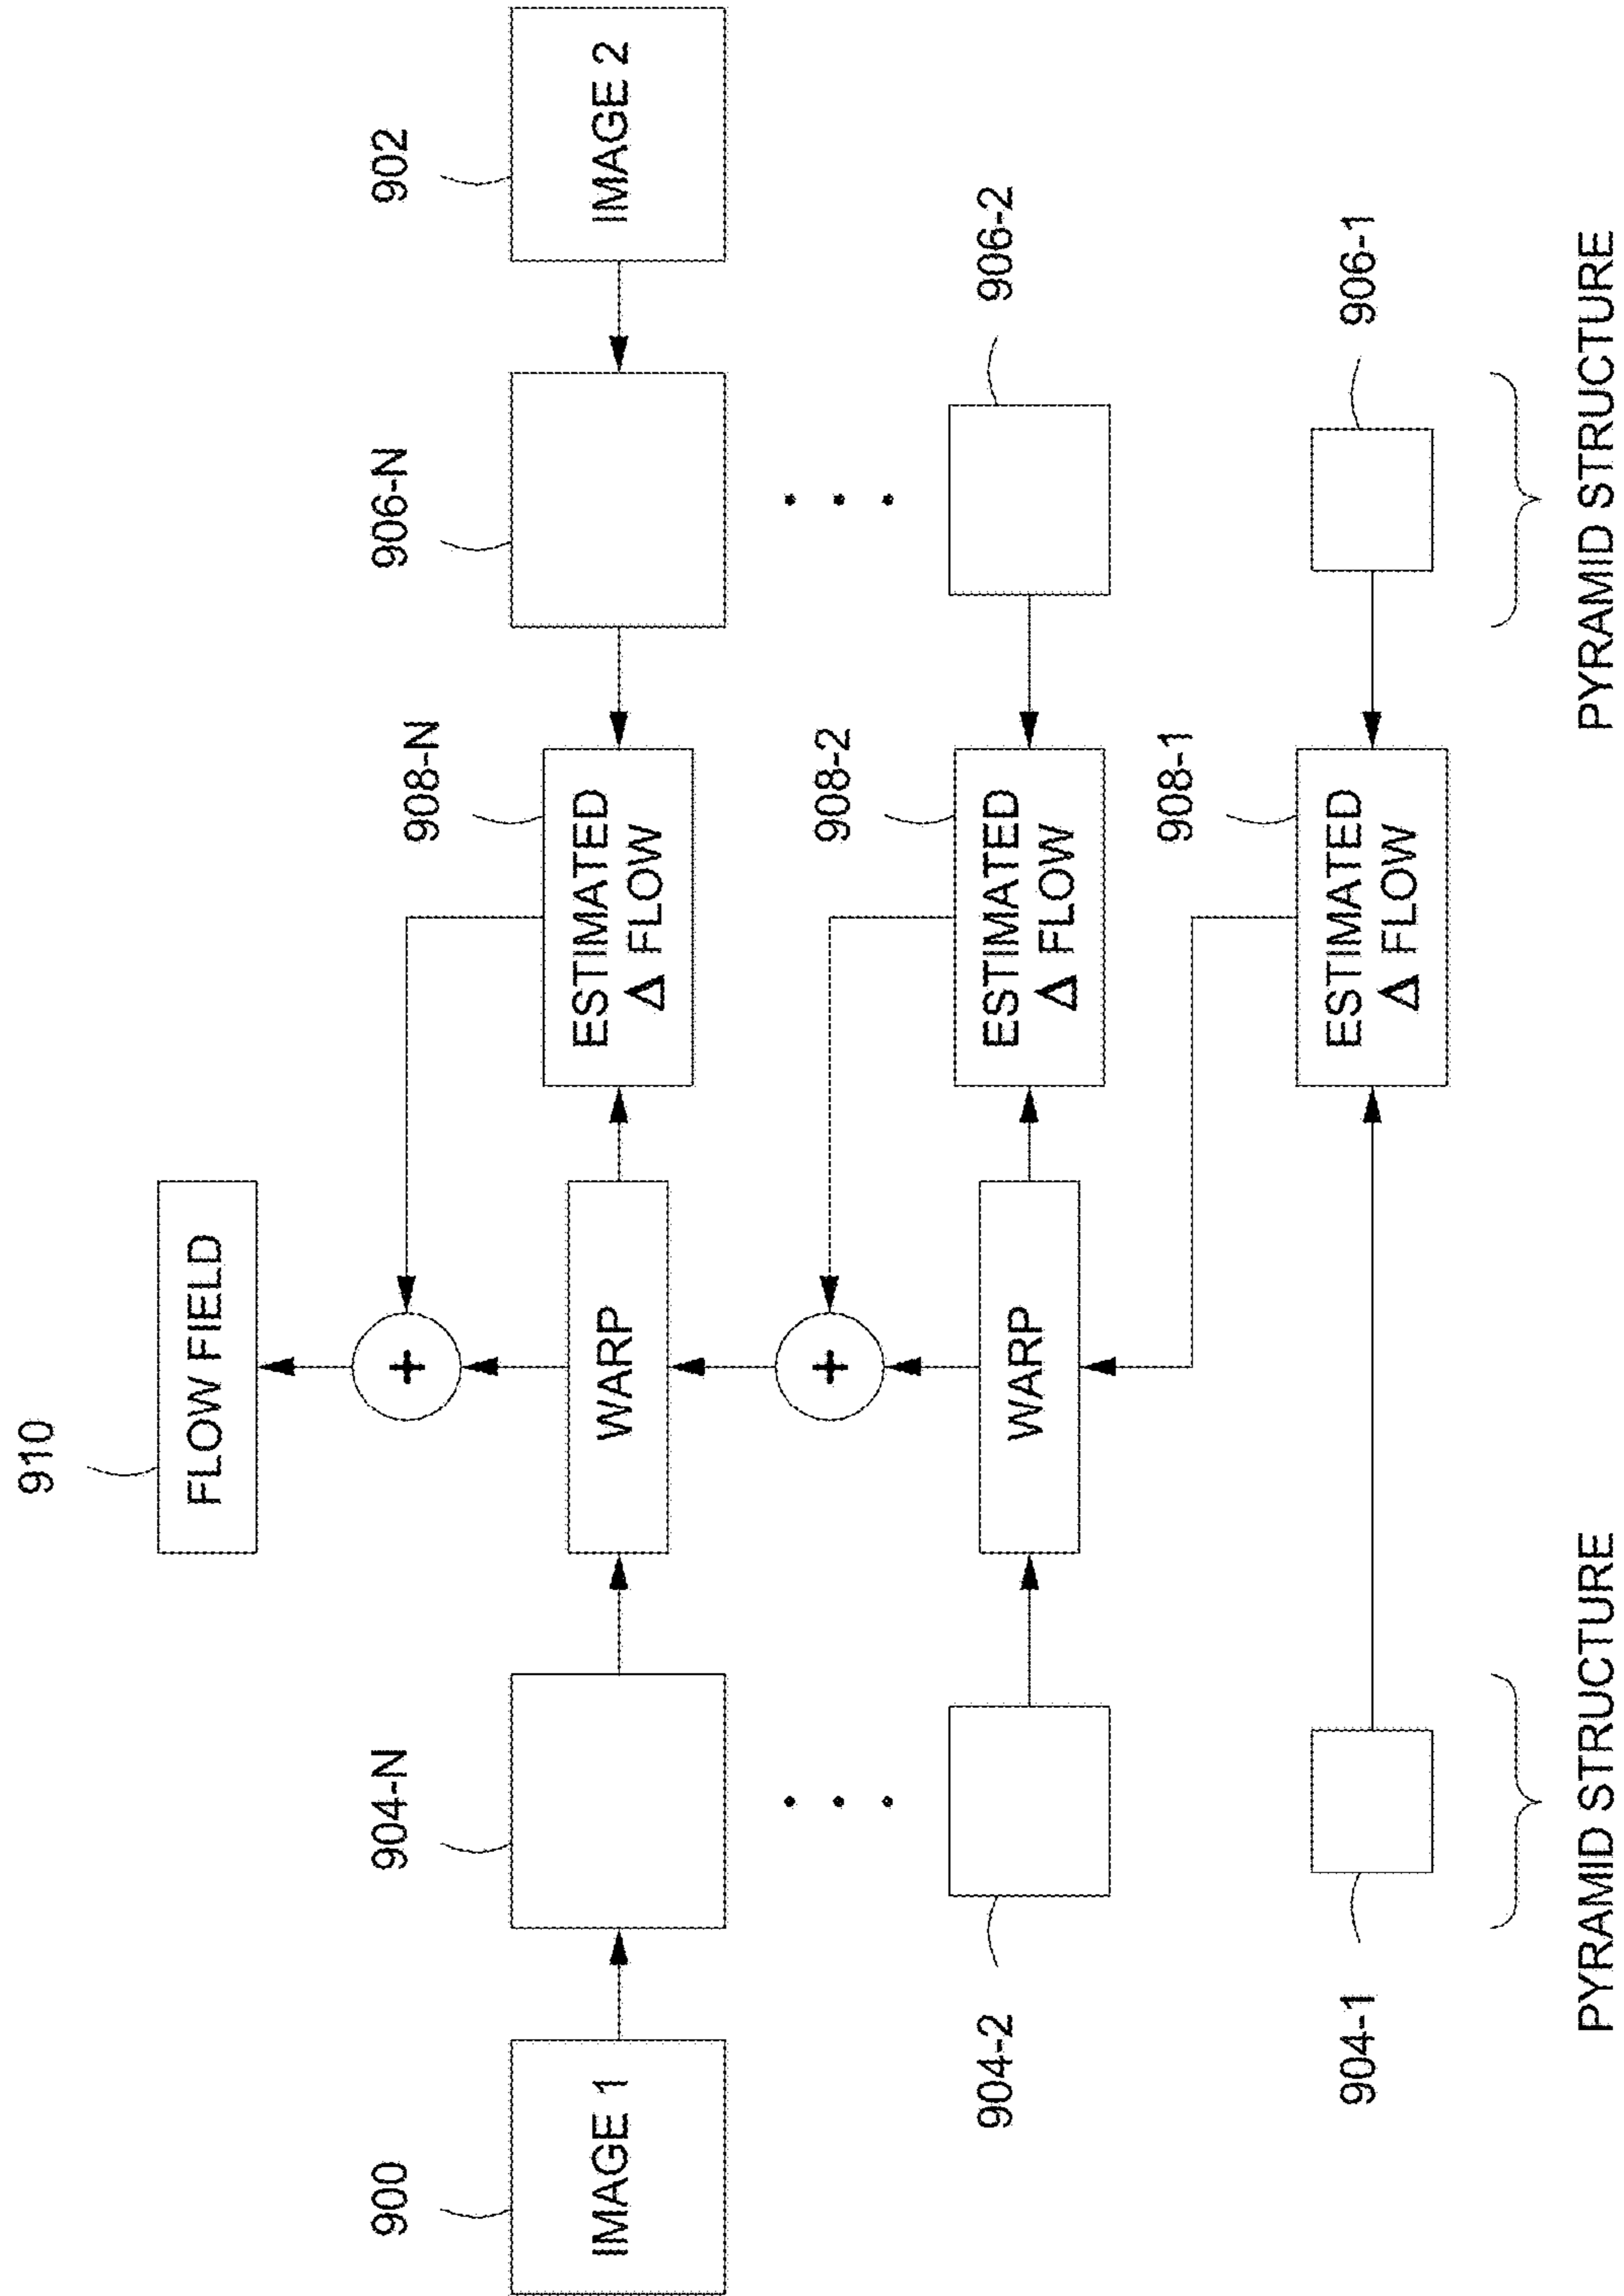 910
FLOW FIELD
900
904-N
+
908-N
906-N
902
IMAGE 1
WARP
ESTIMATED
Δ FLOW
IMAGE 2
+
908-2
904-2
WARP
ESTIMATED
Δ FLOW
906-2
908-1
904-1
ESTIMATED
Δ FLOW
906-1
PYRAMID STRUCTURE
PYRAMID STRUCTURE